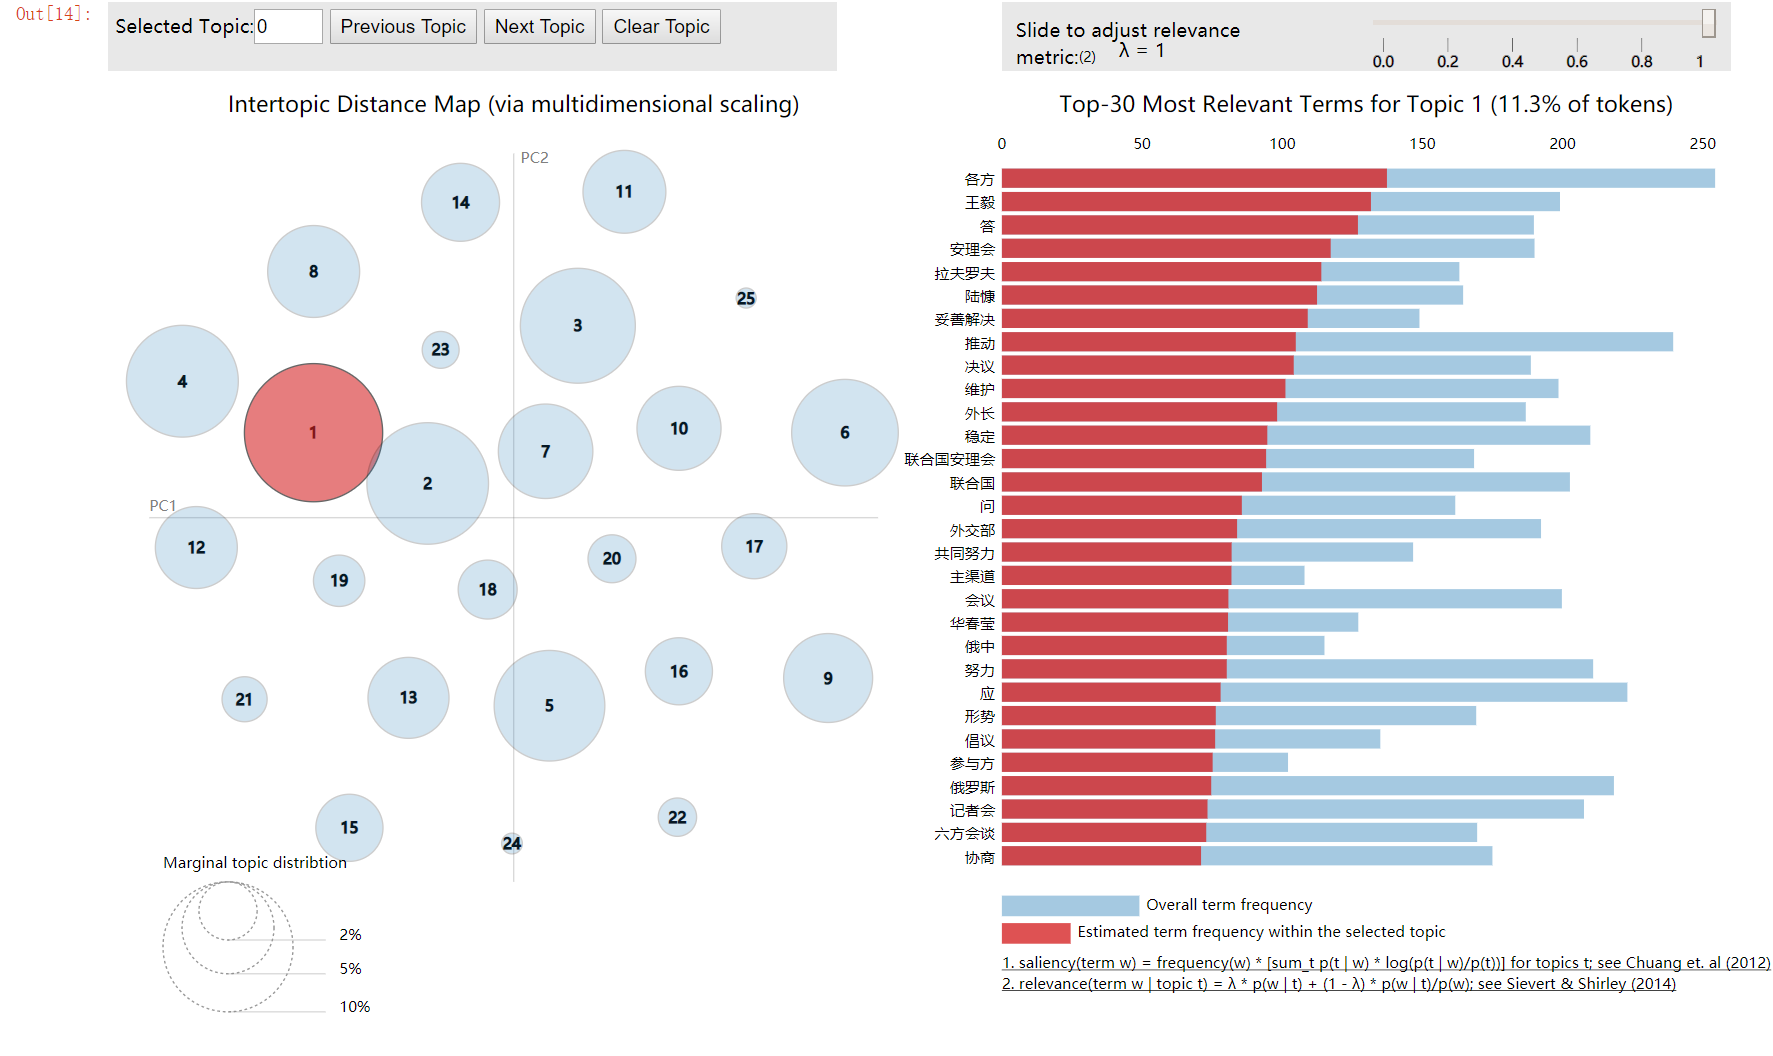 Out[14]:
Selected Topic: 0 Previous Topic Next Topic Clear Topic
Slide to adjust relevance
metric:(2) λ = 1
0.0 0.2 0.4 0.6 0.8 1
Intertopic Distance Map (via multidimensional scaling)
PC2
PC1
14
11
8
25
3
23
4
1
10
6
7
2
12
17
20
19
18
16
9
13
21
5
22
15
24
Marginal topic distribtion
2%
5%
10%
Top-30 Most Relevant Terms for Topic 1 (11.3% of tokens)
0 50 100 150 200 250
各方
王毅
答
安理会
拉夫罗夫
陆慷
妥善解决
推动
决议
维护
外长
稳定
联合国安理会
联合国
问
外交部
共同努力
主渠道
会议
华春莹
俄中
努力
应
形势
倡议
参与方
俄罗斯
记者会
六方会谈
协商
Overall term frequency
Estimated term frequency within the selected topic
1. saliency(term w) = frequency(w) * [sum_t p(t | w) * log(p(t | w)/p(t))] for topics t; see Chuang et. al (2012)
2. relevance(term w | topic t) = λ * p(w | t) + (1 - λ) * p(w | t)/p(w); see Sievert & Shirley (2014)